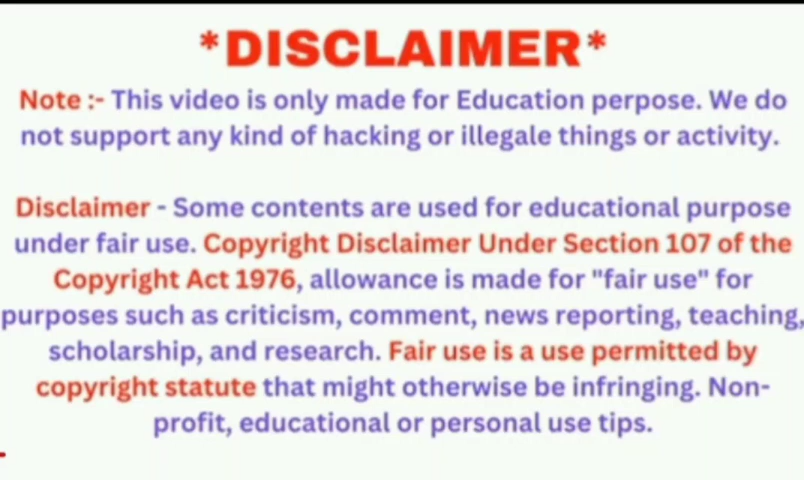 *DISCLAIMER*
Note :- This video is only made for Education perpose. We do
not support any kind of hacking or illegale things or activity.
Disclaimer - Some contents are used for educational purpose
under fair use. Copyright Disclaimer Under Section 107 of the
Copyright Act 1976, allowance is made for "fair use" for
purposes such as criticism, comment, news reporting, teaching,
scholarship, and research. Fair use is a use permitted by
copyright statute that might otherwise be infringing. Non-
profit, educational or personal use tips.